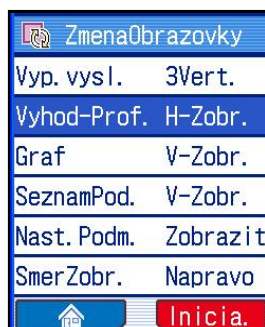 ZmenaObrazovky
Vyp.vysl. 3Vert.
Vyhod-Prof. H-Zobr.
Graf V-Zobr.
SeznamPod. V-Zobr.
Nast.Podm. Zobrazit
SmerZobr. Napravo
Inicia.